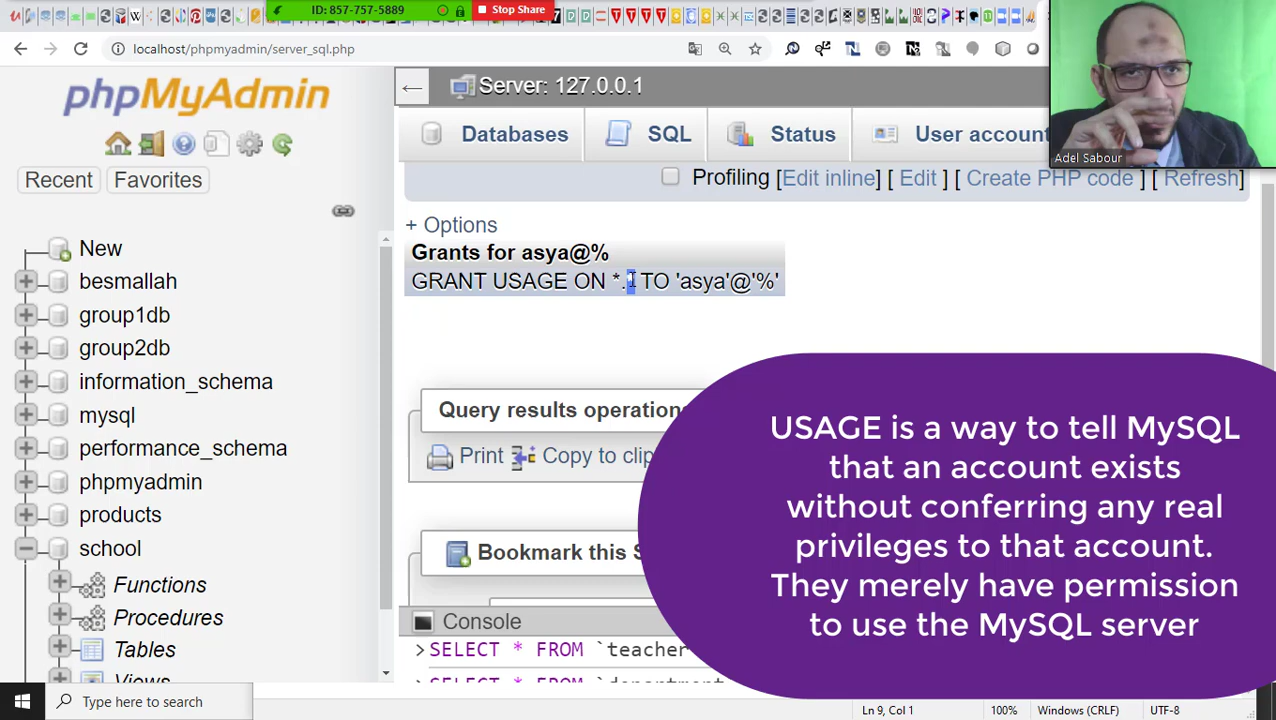 ID: 857-757-5889
Stop Share
localhost/phpmyadmin/server_sql.php
Adel Sabour
phpMyAdmin
Recent
Favorites
New
besmallah
group1db
group2db
information_schema
mysql
performance_schema
phpmyadmin
products
school
Functions
Procedures
Tables
Views
Server: 127.0.0.1
Databases
SQL
Status
User account
Profiling [Edit inline] [ Edit ] [ Create PHP code ] [ Refresh]
+ Options
Grants for asya@%
GRANT USAGE ON *.* TO 'asya'@'%'
Query results operation
Print
Copy to clip
Bookmark this S
Console
>SELECT * FROM `teacher
>SELECT * FROM `department
USAGE is a way to tell MySQL
that an account exists
without conferring any real
privileges to that account.
They merely have permission
to use the MySQL server
Type here to search
Ln 9, Col 1
100%
Windows (CRLF)
UTF-8